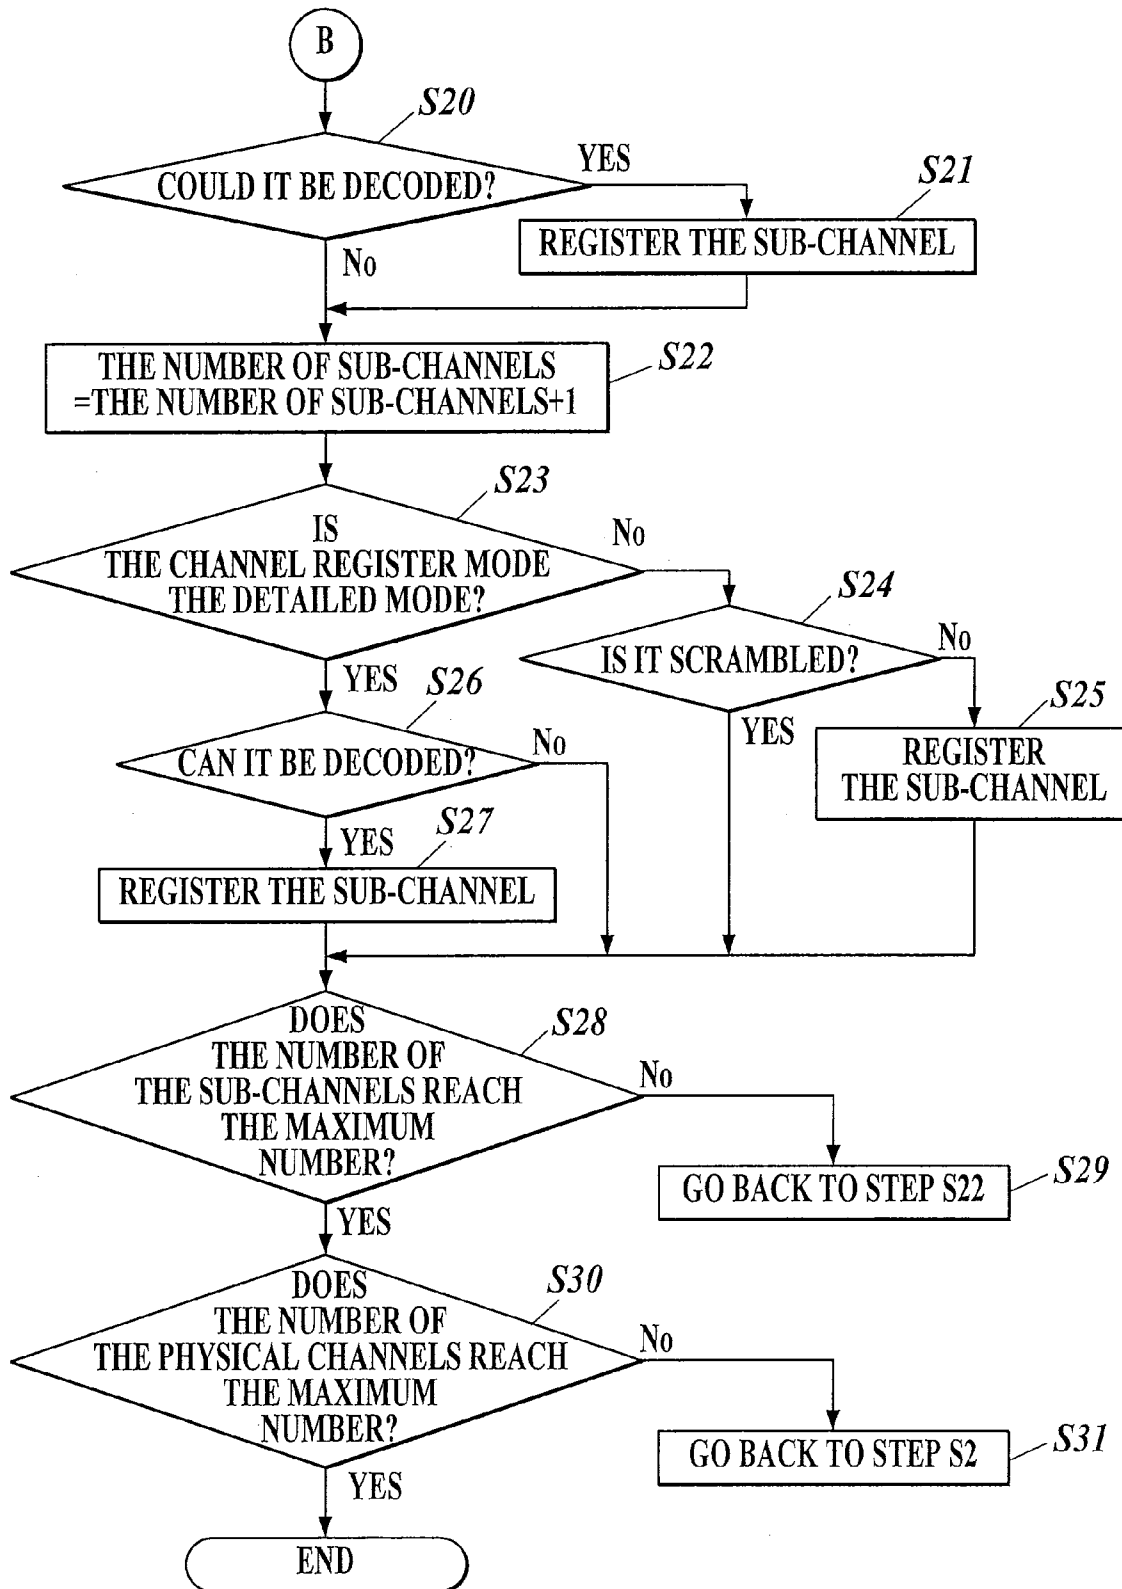 B
S20
COULD IT BE DECODED?
YES
S21
REGISTER THE SUB-CHANNEL
No
THE NUMBER OF SUB-CHANNELS
=THE NUMBER OF SUB-CHANNELS+1
S22
S23
IS
THE CHANNEL REGISTER MODE
THE DETAILED MODE?
No
YES
S24
IS IT SCRAMBLED?
No
YES
S25
REGISTER
THE SUB-CHANNEL
S26
CAN IT BE DECODED?
No
YES
S27
REGISTER THE SUB-CHANNEL
DOES
THE NUMBER OF
THE SUB-CHANNELS REACH
THE MAXIMUM
NUMBER?
S28
No
YES
GO BACK TO STEP S22
S29
DOES
THE NUMBER OF
THE PHYSICAL CHANNELS REACH
THE MAXIMUM
NUMBER?
S30
No
YES
GO BACK TO STEP S2
S31
END